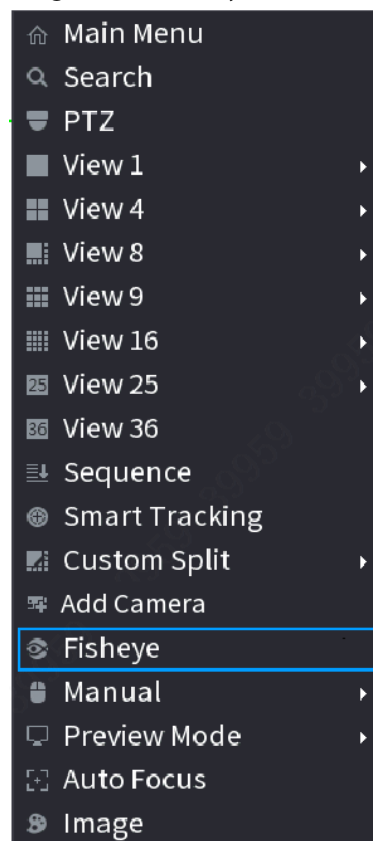 Main Menu
Search
PTZ
View 1
View 4
View 8
View 9
View 16
25 View 25
36 View 36
Sequence
Smart Tracking
Custom Split
Add Camera
Fisheye
Manual
Preview Mode
Auto Focus
Image